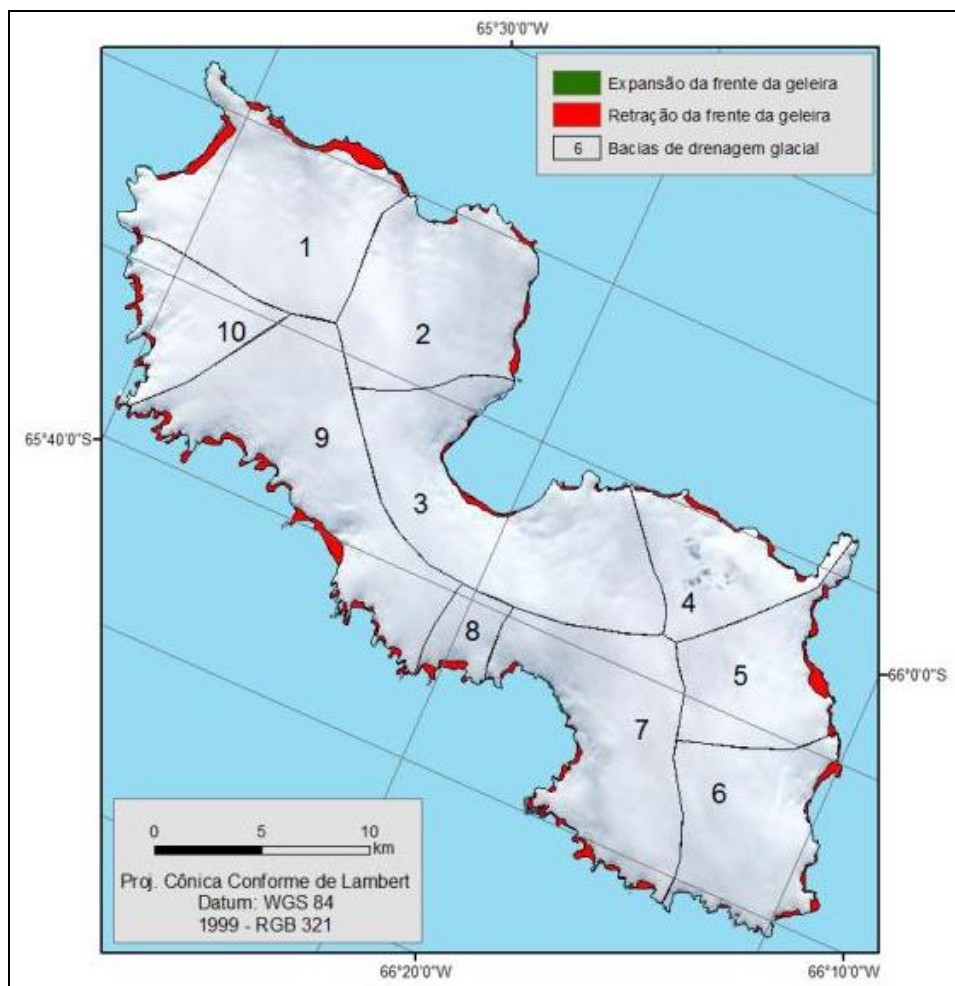 65°30'0"W
Expansão da frente da geleira
Retração da frente da geleira
6 Bacias de drenagem glacial
1
2
10
9
3
4
8
5
7
6
65°40'0"S
66°0'0"S
0 5 10
km
Proj. Cônica Conforme de Lambert
Datum: WGS 84
1999 - RGB 321
66°20'0"W
66°10'0"W